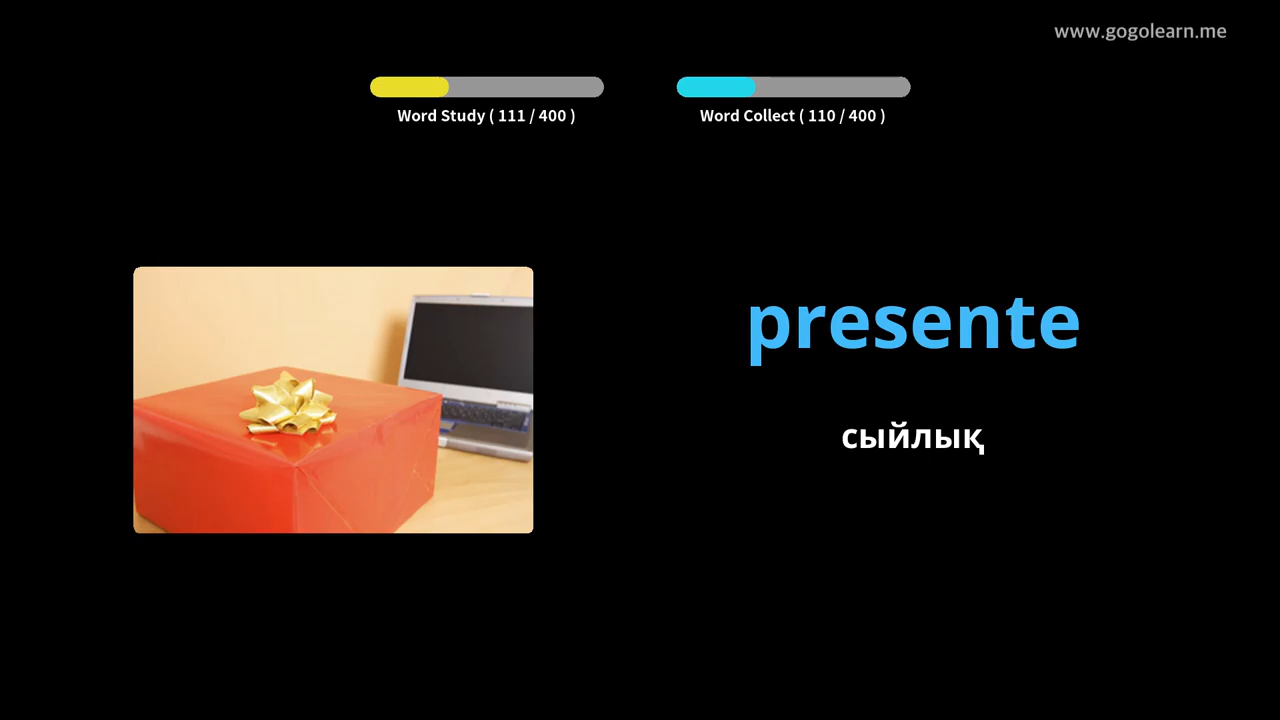 www.gogolearn.me
Word Study ( 111 / 400 )
Word Collect ( 110 / 400 )
presente
сыйлық